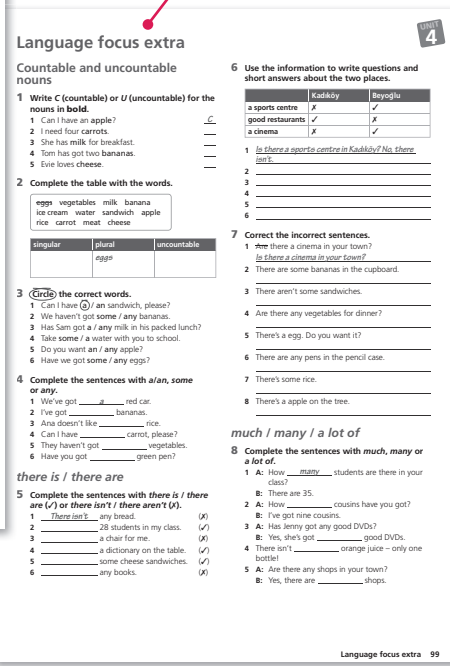 UNIT
4
Language focus extra
Countable and uncountable
nouns
1 Write C (countable) or U (uncountable) for the
nouns in bold.
1 Can I have an apple? C
2 I need four carrots.
3 She has milk for breakfast.
4 Tom has got two bananas.
5 Evie loves cheese.
2 Complete the table with the words.
eggs vegetables milk banana
ice cream water sandwich apple
rice carrot meat cheese
singular plural uncountable
eggs
3 Circle the correct words.
1 Can I have a / an sandwich, please?
2 We haven't got some / any bananas.
3 Has Sam got a / any milk in his packed lunch?
4 Take some / a water with you to school.
5 Do you want an / any apple?
6 Have we got some / any eggs?
4 Complete the sentences with a/an, some
or any.
1 We've got a red car.
2 I've got bananas.
3 Ana doesn't like rice.
4 Can I have carrot, please?
5 They haven't got vegetables.
6 Have you got green pen?
there is / there are
5 Complete the sentences with there is / there
are (✓) or there isn't / there aren't (✗).
1 There isn't any bread. (✗)
2 28 students in my class. (✓)
3 a chair for me. (✗)
4 a dictionary on the table. (✓)
5 some cheese sandwiches. (✓)
6 any books. (✗)
6 Use the information to write questions and
short answers about the two places.
Kadıköy Beyoğlu
a sports centre ✗ ✓
good restaurants ✓ ✗
a cinema ✗ ✓
1 Is there a sports centre in Kadıköy? No, there
isn't.
2
3
4
5
6
7 Correct the incorrect sentences.
1 Are there a cinema in your town?
Is there a cinema in your town?
2 There are some bananas in the cupboard.
3 There aren't some sandwiches.
4 Are there any vegetables for dinner?
5 There's a egg. Do you want it?
6 There are any pens in the pencil case.
7 There's some rice.
8 There's a apple on the tree.
much / many / a lot of
8 Complete the sentences with much, many or
a lot of.
1 A: How many students are there in your
class?
B: There are 35.
2 A: How cousins have you got?
B: I've got nine cousins.
3 A: Has Jenny got any good DVDs?
B: Yes, she's got good DVDs.
4 There isn't orange juice – only one
bottle!
5 A: Are there any shops in your town?
B: Yes, there are shops.
Language focus extra 99